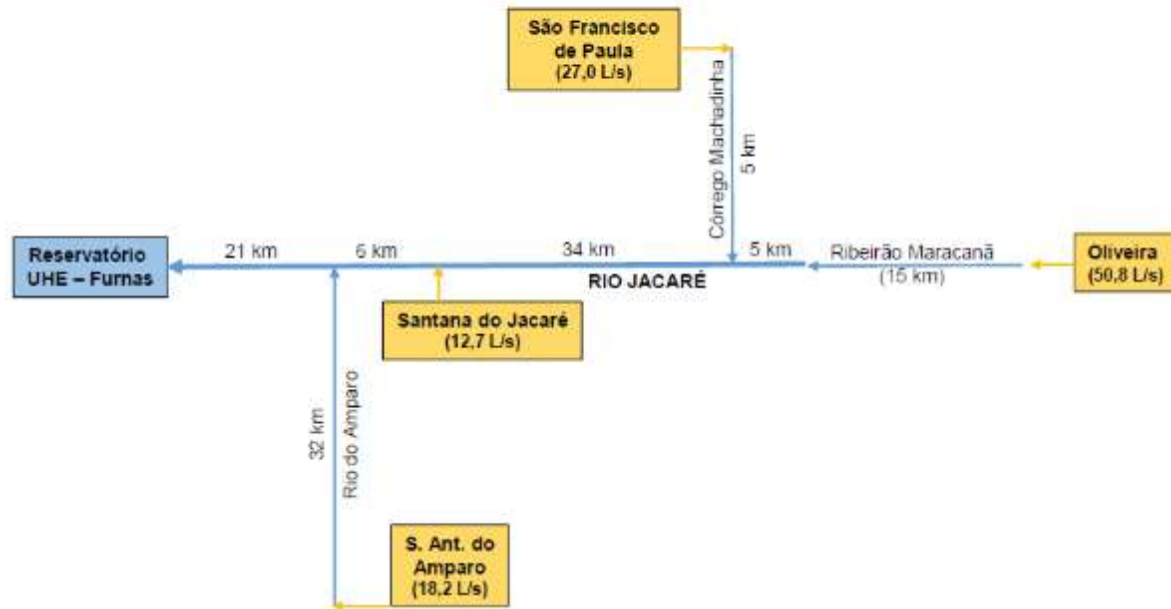 São Francisco
de Paula
(27,0 L/s)
Córrego Machadinha
5 km
Reservatório
UHE – Furnas
21 km
6 km
34 km
5 km
RIO JACARÉ
Ribeirão Maracanã
(15 km)
Oliveira
(50,8 L/s)
Santana do Jacaré
(12,7 L/s)
32 km
Rio do Amparo
S. Ant. do
Amparo
(18,2 L/s)